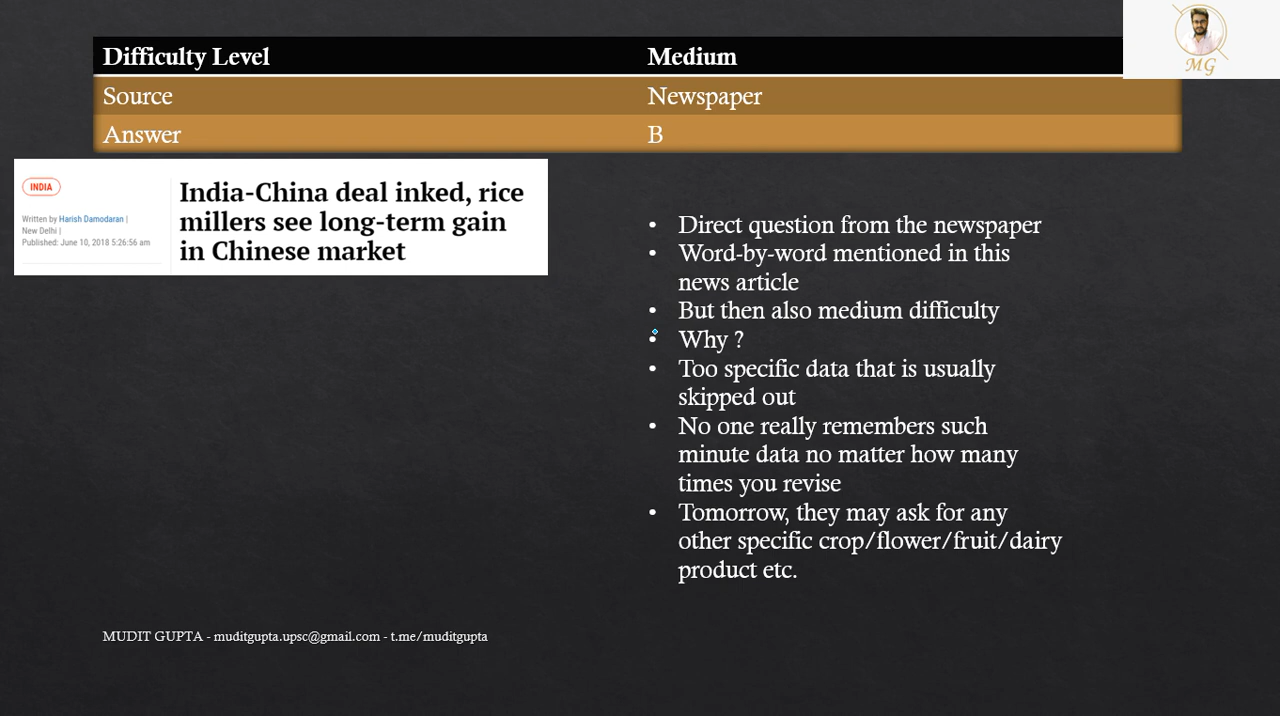 Difficulty Level Medium
MG
Source Newspaper
Answer B
INDIA
Written by Harish Damodaran |
New Delhi |
Published: June 10, 2018 5:26:56 am
India-China deal inked, rice
millers see long-term gain
in Chinese market
• Direct question from the newspaper
• Word-by-word mentioned in this
news article
• But then also medium difficulty
• Why ?
• Too specific data that is usually
skipped out
• No one really remembers such
minute data no matter how many
times you revise
• Tomorrow, they may ask for any
other specific crop/flower/fruit/dairy
product etc.
MUDIT GUPTA - muditgupta.upsc@gmail.com - t.me/muditgupta